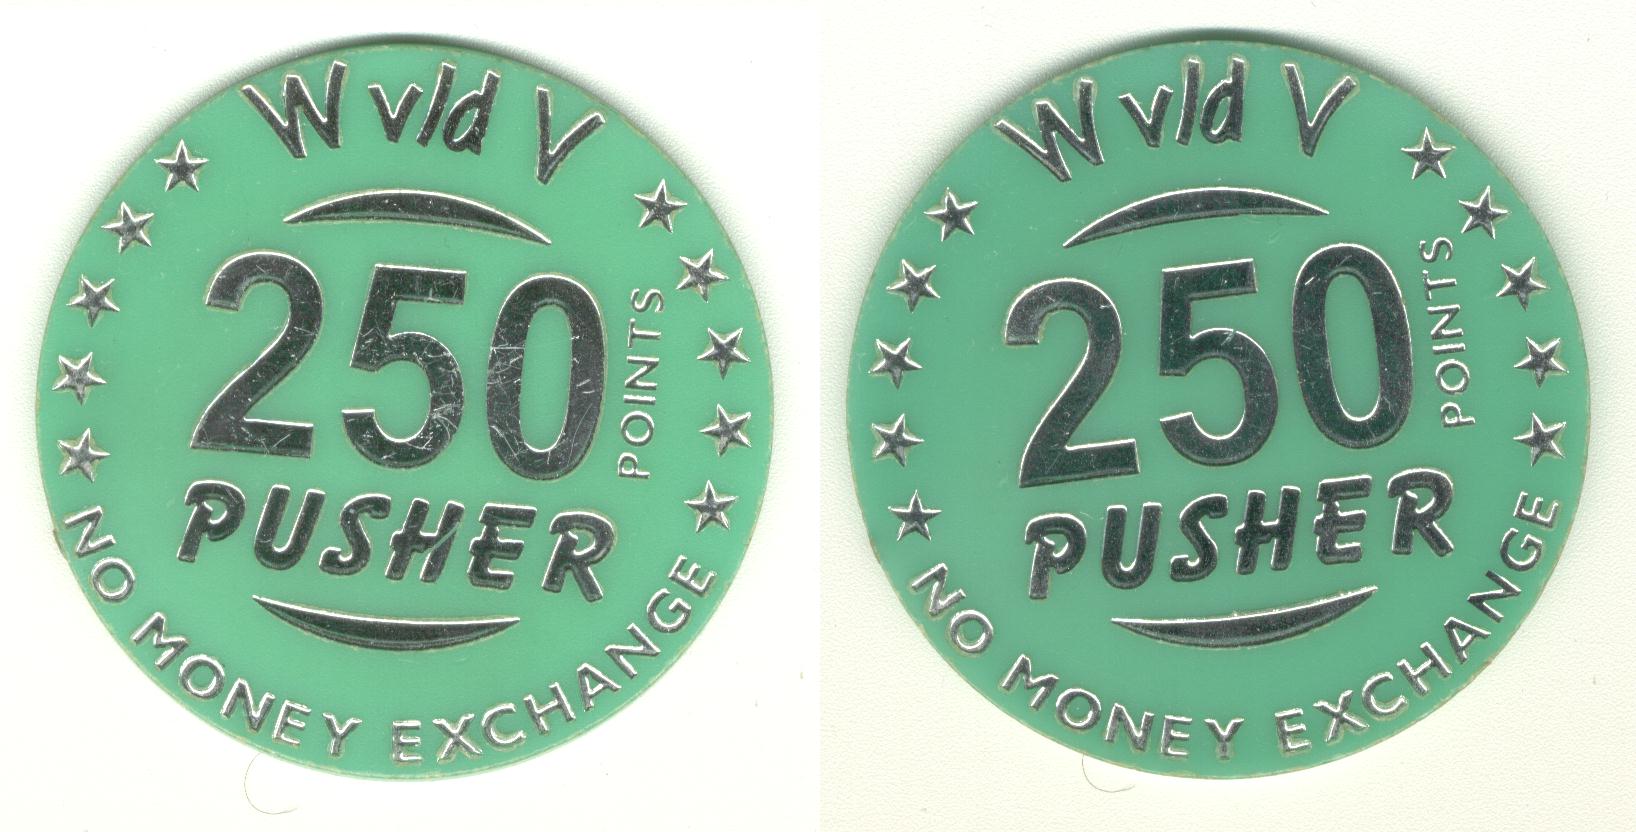 W vld V
250
POINTS
PUSHER
NO MONEY EXCHANGE
W vld V
250
POINTS
PUSHER
NO MONEY EXCHANGE